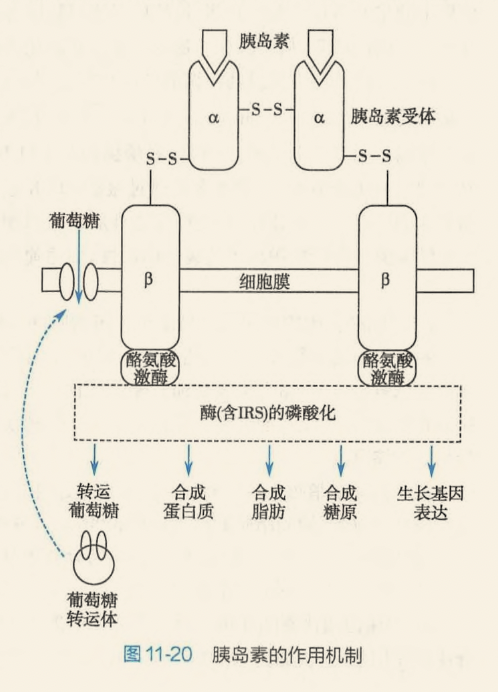 胰岛素
α
S-S
α
胰岛素受体
S-S
S-S
葡萄糖
β
细胞膜
β
酪氨酸
激酶
酪氨酸
激酶
酶(含IRS)的磷酸化
转运
葡萄糖
合成
蛋白质
合成
脂肪
合成
糖原
生长基因
表达
葡萄糖
转运体
图11-20 胰岛素的作用机制